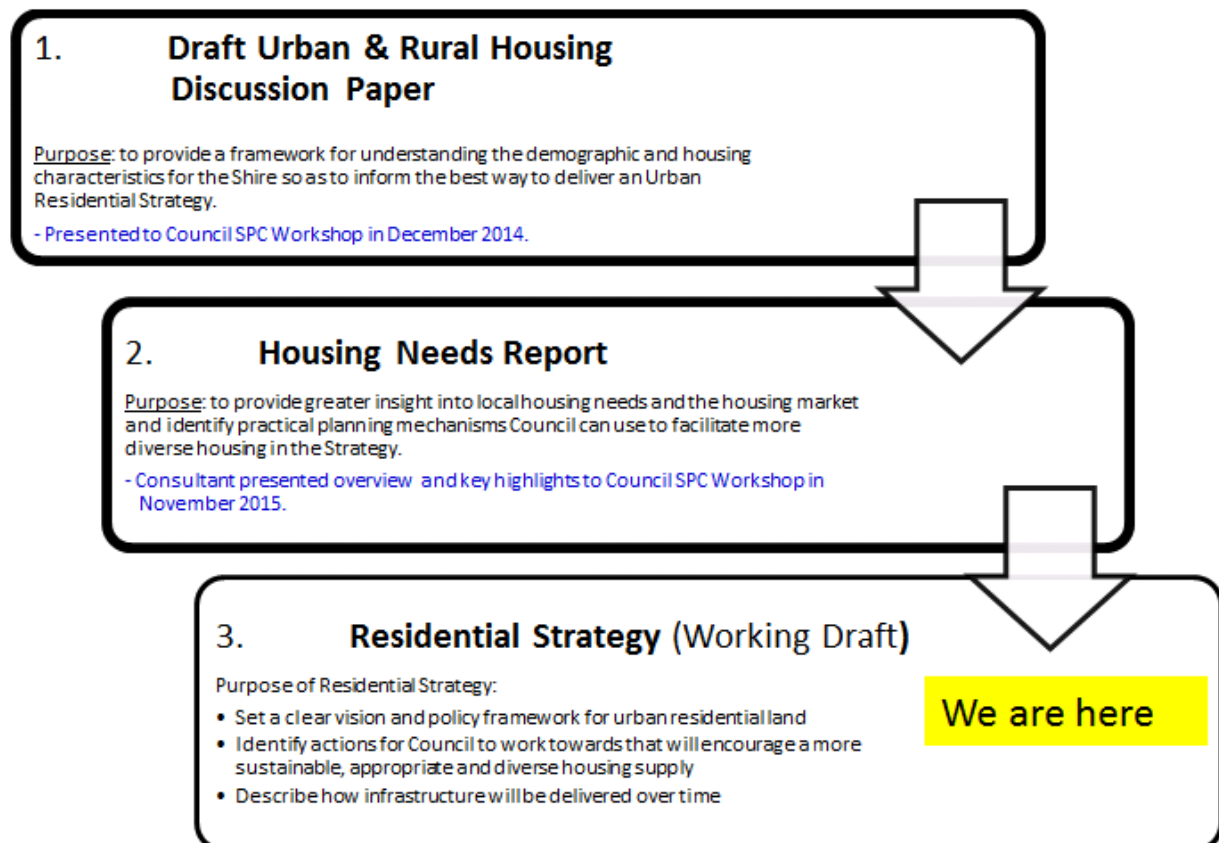 1. Draft Urban & Rural Housing
Discussion Paper
Purpose: to provide a framework for understanding the demographic and housing
characteristics for the Shire so as to inform the best way to deliver an Urban
Residential Strategy.
- Presented to Council SPC Workshop in December 2014.
2. Housing Needs Report
Purpose: to provide greater insight into local housing needs and the housing market
and identify practical planning mechanisms Council can use to facilitate more
diverse housing in the Strategy.
- Consultant presented overview and key highlights to Council SPC Workshop in
November 2015.
3. Residential Strategy (Working Draft)
Purpose of Residential Strategy:
• Set a clear vision and policy framework for urban residential land
• Identify actions for Council to work towards that will encourage a more
sustainable, appropriate and diverse housing supply
• Describe how infrastructure will be delivered over time
We are here